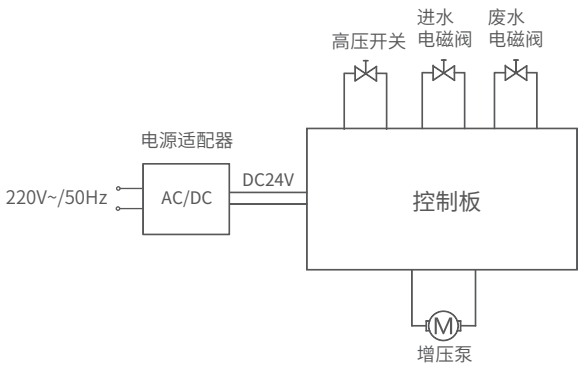 进水
电磁阀
废水
电磁阀
高压开关
电源适配器
220V~/50Hz
AC/DC
DC24V
控制板
M
增压泵